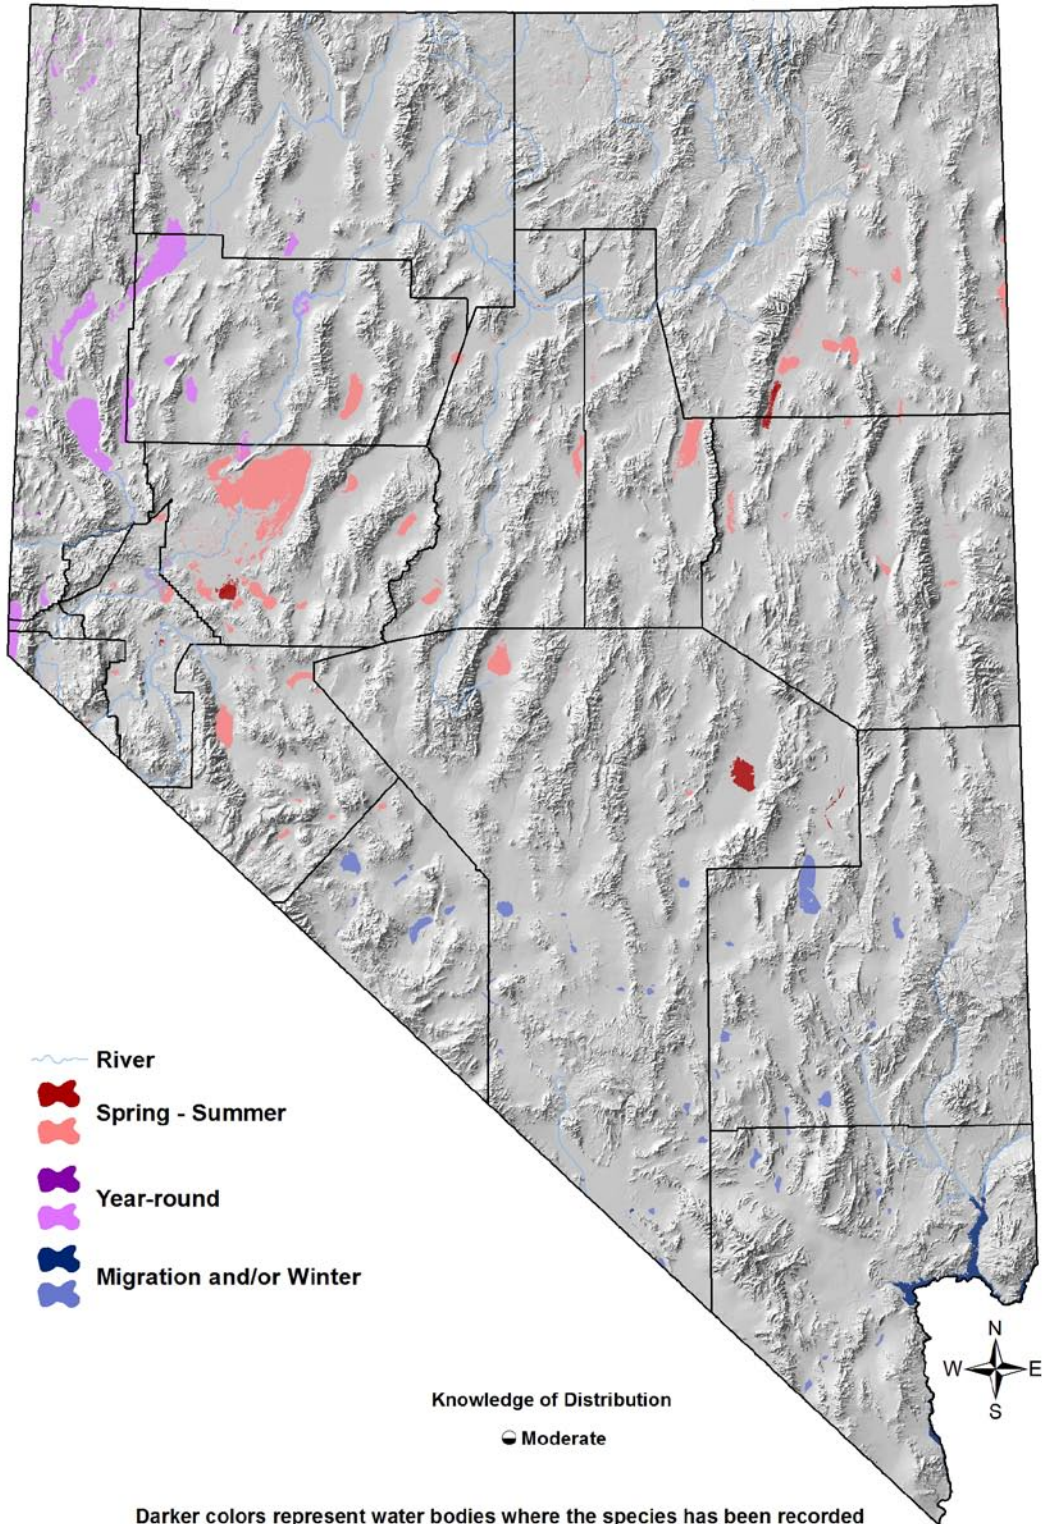 River
Spring - Summer
Year-round
Migration and/or Winter
N
W E
S
Knowledge of Distribution
Moderate
Darker colors represent water bodies where the species has been recorded